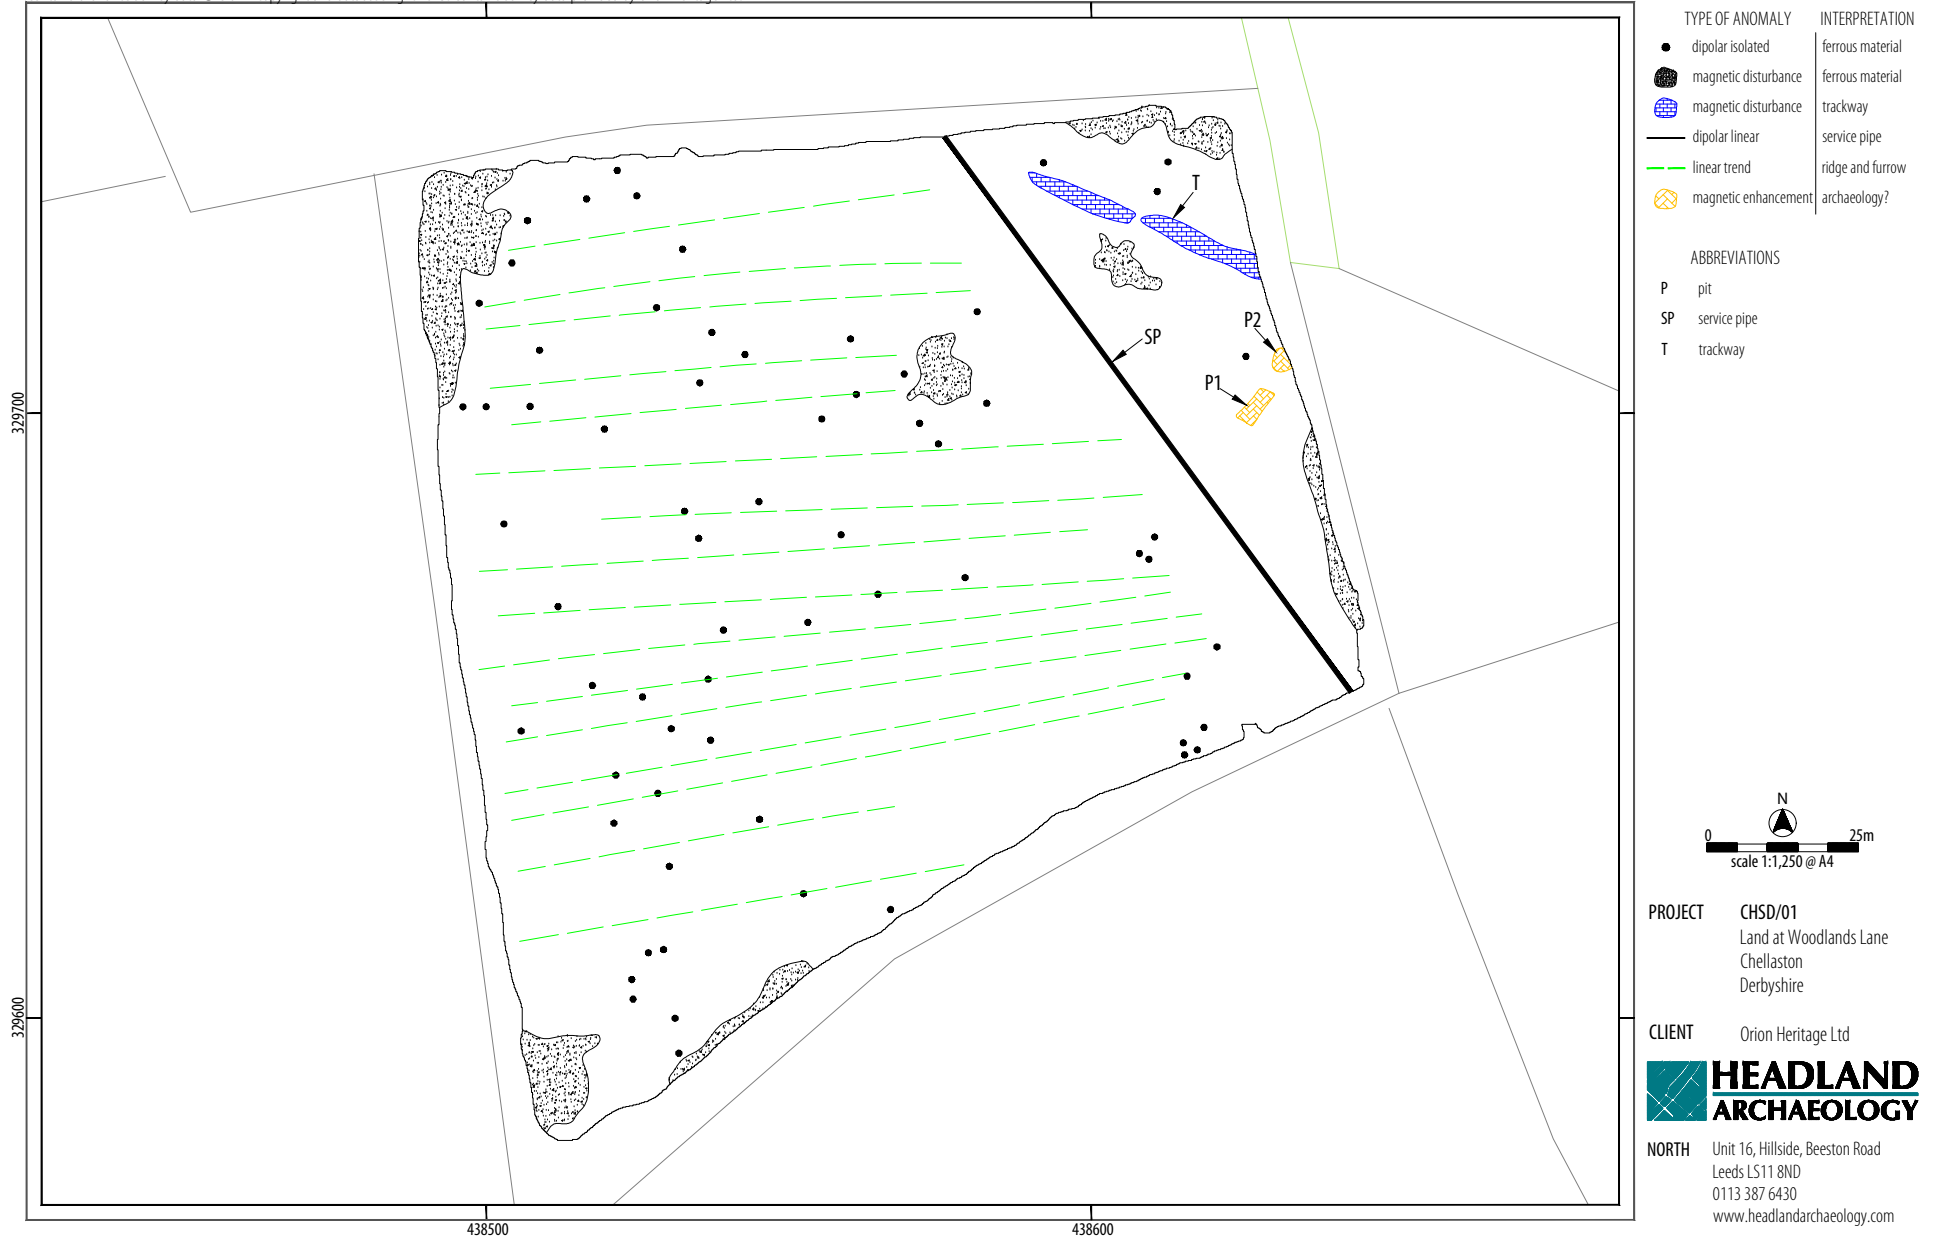 TYPE OF ANOMALY INTERPRETATION
dipolar isolated ferrous material
magnetic disturbance ferrous material
magnetic disturbance trackway
dipolar linear service pipe
linear trend ridge and furrow
magnetic enhancement archaeology?
ABBREVIATIONS
P pit
SP service pipe
T trackway
T
SP
P2
P1
329700
329600
438500
438600
N
0 25m
scale 1:1,250 @ A4
PROJECT CHSD/01
Land at Woodlands Lane
Chellaston
Derbyshire
CLIENT Orion Heritage Ltd
HEADLAND
ARCHAEOLOGY
NORTH Unit 16, Hillside, Beeston Road
Leeds LS11 8ND
0113 387 6430
www.headlandarchaeology.com